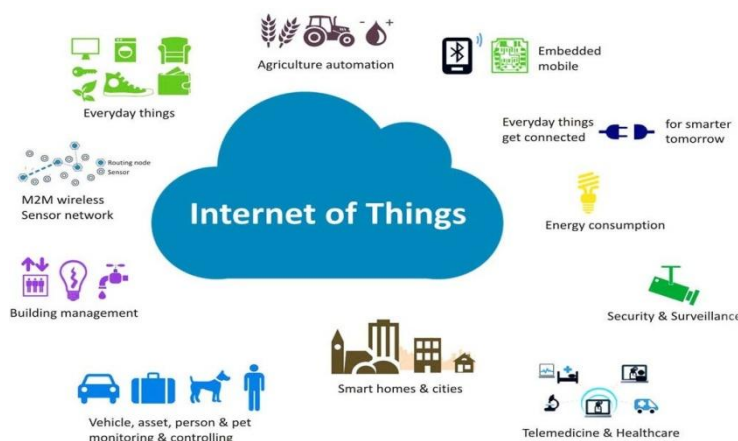 Agriculture automation
Embedded
mobile
Everyday things
Everyday things
get connected
for smarter
tomorrow
Routing node
Sensor
M2M wireless
Sensor network
Internet of Things
Energy consumption
Building management
Security & Surveillance
Smart homes & cities
Vehicle, asset, person & pet
monitoring & controlling
Telemedicine & Healthcare